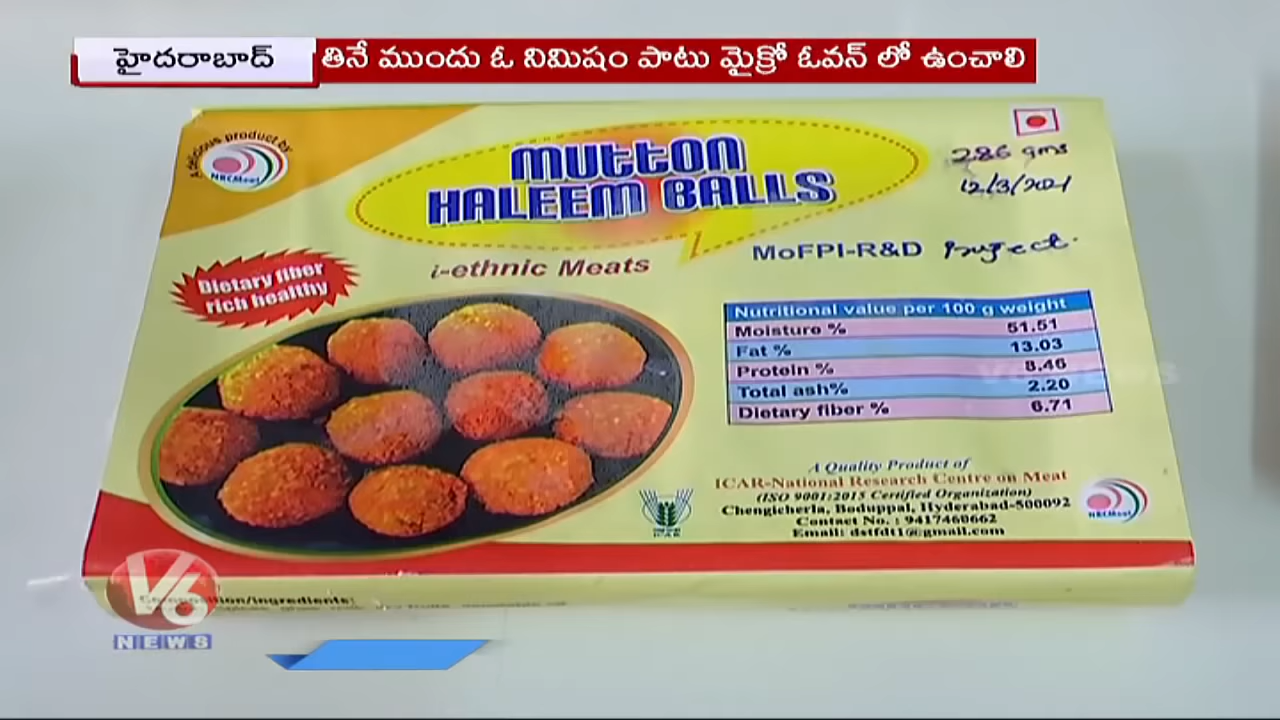 హైదరాబాద్
తినే ముందు ఓ నిమిషం పాటు మైక్రో ఓవన్ లో ఉంచాలి
A delicious product by
NRCMeat
MUttON
HALEEM BALLS
286 gms
12/3/2021
MoFPI-R&D Project.
i-ethnic Meats
Dietary fiber
rich healthy
Nutritional value per 100 g weight
Moisture % 51.51
Fat % 13.03
Protein % 8.46
Total ash% 2.20
Dietary fiber % 6.71
A Quality Product of
ICAR-National Research Centre on Meat
(ISO 9001:2015 Certified Organization)
Chengicherla, Boduppal, Hyderabad-500092
Contact No. : 9417460662
Email: dstfdt1@gmail.com
ICAR
NRCMeat
V6
NEWS
/ingredients: